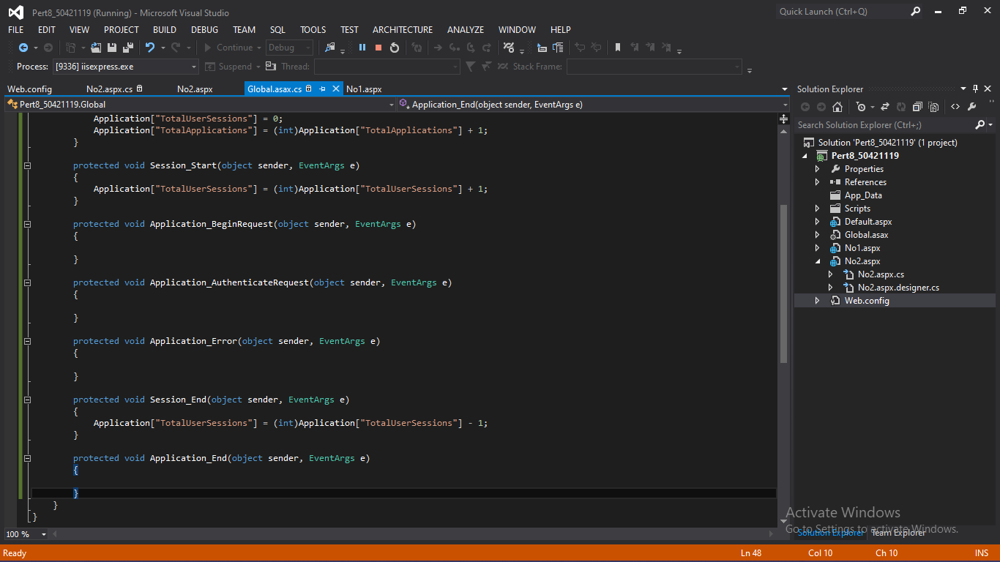 Pert8_50421119 (Running) - Microsoft Visual Studio
Quick Launch (Ctrl+Q)
FILE EDIT VIEW PROJECT BUILD DEBUG TEAM SQL TOOLS TEST ARCHITECTURE ANALYZE WINDOW HELP
Continue Debug
Process: [9336] iisexpress.exe Suspend Thread: Stack Frame:
Web.config No2.aspx.cs No2.aspx Global.asax.cs No1.aspx
Pert8_50421119.Global Application_End(object sender, EventArgs e)
Application["TotalUserSessions"] = 0;
Application["TotalApplications"] = (int)Application["TotalApplications"] + 1;
}
protected void Session_Start(object sender, EventArgs e)
{
Application["TotalUserSessions"] = (int)Application["TotalUserSessions"] + 1;
}
protected void Application_BeginRequest(object sender, EventArgs e)
{
}
protected void Application_AuthenticateRequest(object sender, EventArgs e)
{
}
protected void Application_Error(object sender, EventArgs e)
{
}
protected void Session_End(object sender, EventArgs e)
{
Application["TotalUserSessions"] = (int)Application["TotalUserSessions"] - 1;
}
protected void Application_End(object sender, EventArgs e)
{
}
}
}
100 %
Solution Explorer
Search Solution Explorer (Ctrl+;)
Solution 'Pert8_50421119' (1 project)
Pert8_50421119
Properties
References
App_Data
Scripts
Default.aspx
Global.asax
No1.aspx
No2.aspx
No2.aspx.cs
No2.aspx.designer.cs
Web.config
Activate Windows
Go to Settings to activate Windows.
Solution Explorer Team Explorer
Ready Ln 48 Col 10 Ch 10 INS